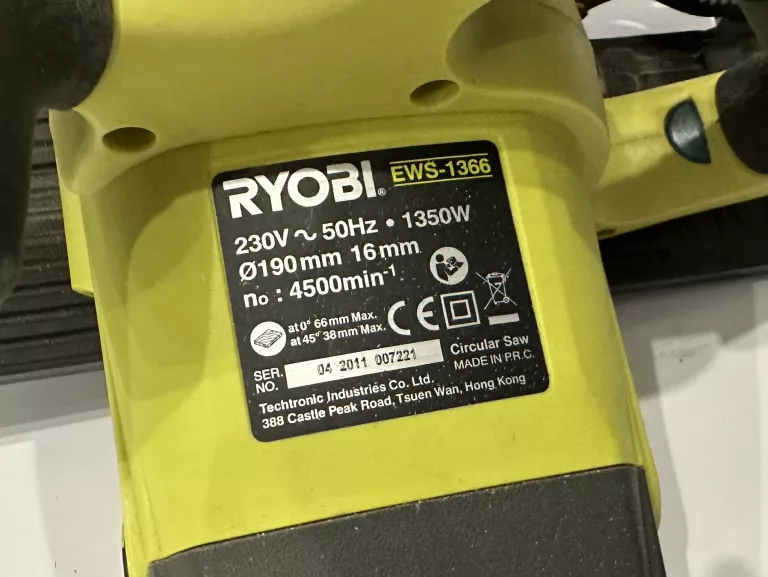 RYOBI® EWS-1366
230V ~ 50Hz • 1350W
Ø190mm 16mm
no : 4500min-1
at 0° 66mm Max.
at 45° 38mm Max.
CE
SER. NO. 04 2011 007221
Circular Saw
MADE IN P.R.C.
Techtronic Industries Co. Ltd.
388 Castle Peak Road, Tsuen Wan, Hong Kong